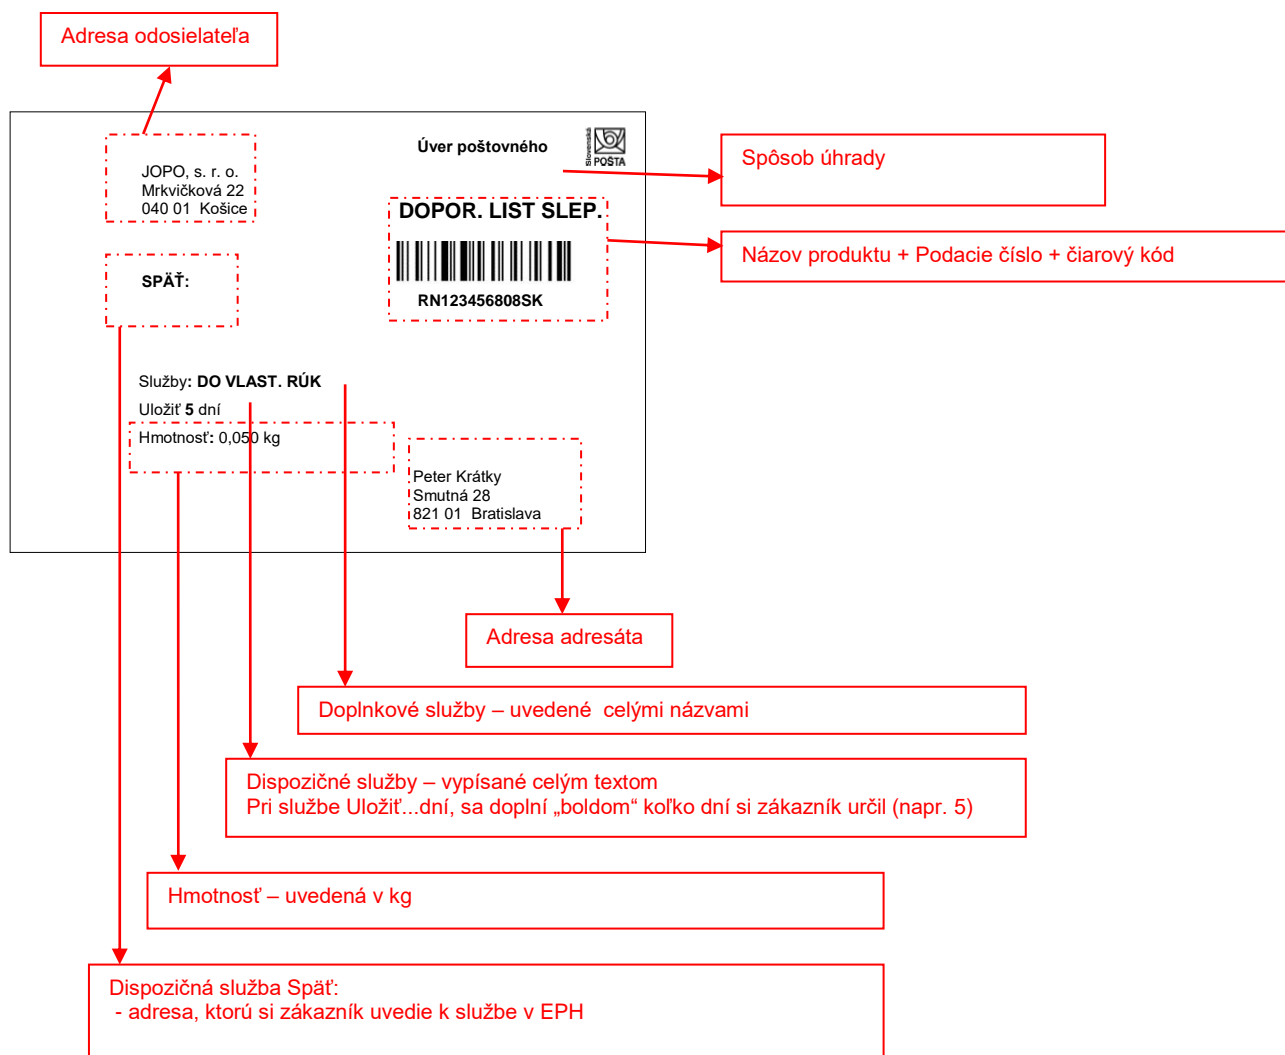 Adresa odosielateľa
Úver poštovného
Slovenská
POŠTA
Spôsob úhrady
JOPO, s. r. o.
Mrkvičková 22
040 01  Košice
DOPOR. LIST SLEP.
RN123456808SK
Názov produktu + Podacie číslo + čiarový kód
SPÄŤ:
Služby: DO VLAST. RÚK
Uložiť 5 dní
Hmotnosť: 0,050 kg
Peter Krátky
Smutná 28
821 01  Bratislava
Adresa adresáta
Doplnkové služby – uvedené  celými názvami
Dispozičné služby – vypísané celým textom
Pri službe Uložiť...dní, sa doplní „boldom“ koľko dní si zákazník určil (napr. 5)
Hmotnosť – uvedená v kg
Dispozičná služba Späť:
- adresa, ktorú si zákazník uvedie k službe v EPH